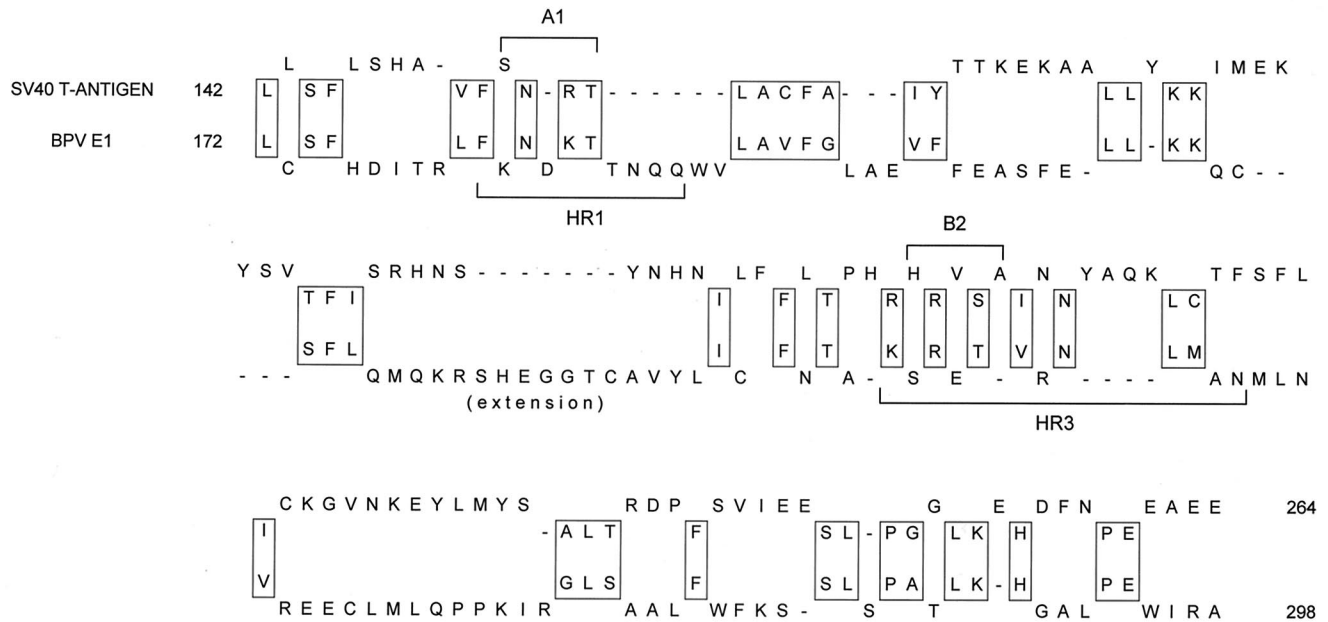 A1
L L S H A - S T T K E K A A Y I M E K
SV40 T-ANTIGEN 142 L S F V F N - R T - - - - - - L A C F A - - - I Y L L K K
BPV E1 172 L S F L F N K T L A V F G V F L L - K K
C H D I T R K D T N Q Q W V L A E F E A S F E - Q C - -
HR1
B2
Y S V S R H N S - - - - - - - Y N H N L F L P H H V A N Y A Q K T F S F L
T F I I F T R R S I N L C
S F L I F T K R T V N L M
- - - Q M Q K R S H E G G T C A V Y L C N A - S E - R - - - - A N M L N
(extension)
HR3
C K G V N K E Y L M Y S R D P S V I E E G E D F N E A E E 264
I - A L T F S L - P G L K H P E
V G L S F S L P A L K - H P E
R E E C L M L Q P P K I R A A L W F K S - S T G A L W I R A 298